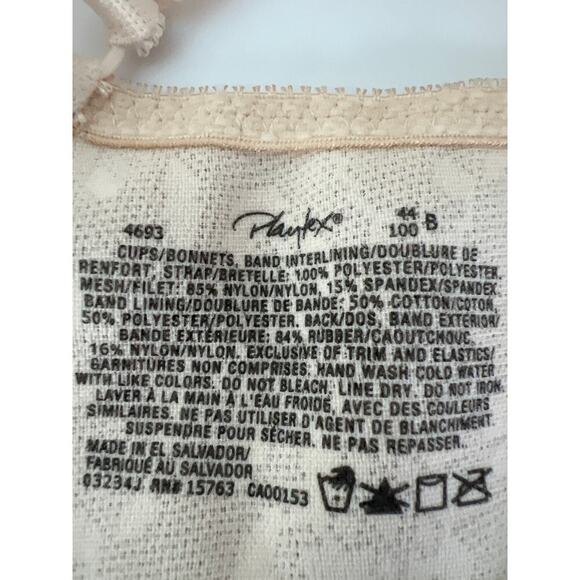 4693 Playtex® 44/100 B
CUPS/BONNETS, BAND INTERLINING/DOUBLURE DE
RENFORT, STRAP/BRETELLE: 100% POLYESTER/POLYESTER,
MESH/FILET: 85% NYLON/NYLON, 15% SPANDEX/SPANDEX,
BAND LINING/DOUBLURE DE BANDE: 50% COTTON/COTON,
50% POLYESTER/POLYESTER, BACK/DOS, BAND EXTERIOR/
BANDE EXTÉRIEURE: 84% RUBBER/CAOUTCHOUC,
16% NYLON/NYLON, EXCLUSIVE OF TRIM AND ELASTICS/
GARNITURES NON COMPRISES. HAND WASH COLD WATER
WITH LIKE COLORS. DO NOT BLEACH. LINE DRY. DO NOT IRON.
LAVER À LA MAIN À L'EAU FROIDE, AVEC DES COULEURS
SIMILAIRES. NE PAS UTILISER D'AGENT DE BLANCHIMENT.
SUSPENDRE POUR SÉCHER. NE PAS REPASSER.
MADE IN EL SALVADOR/
FABRIQUÉ AU SALVADOR
03234J RN# 15763 CA00153